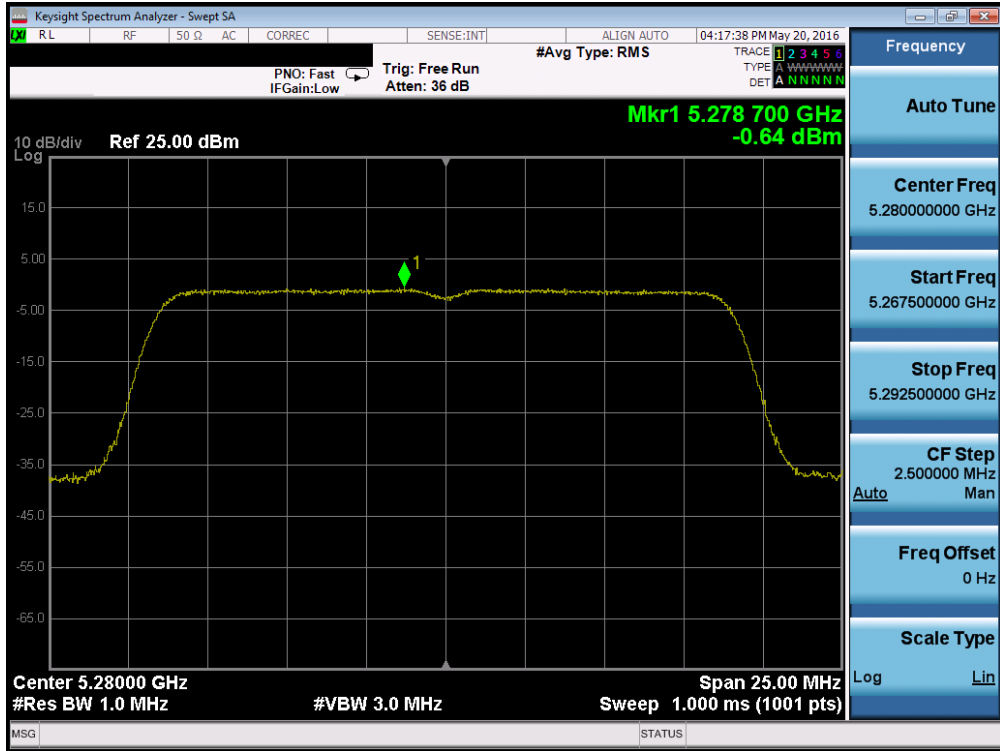 Keysight Spectrum Analyzer - Swept SA
LXI RL RF 50 Ω AC CORREC SENSE:INT ALIGN AUTO 04:17:38 PM May 20, 2016
#Avg Type: RMS
TRACE 1 2 3 4 5 6
TYPE A WWWWW
DET A N N N N N
PNO: Fast
IFGain:Low
Trig: Free Run
Atten: 36 dB
Mkr1 5.278 700 GHz
-0.64 dBm
10 dB/div
Log
Ref 25.00 dBm
15.0
5.00
1
-5.00
-15.0
-25.0
-35.0
-45.0
-55.0
-65.0
Center 5.28000 GHz
Span 25.00 MHz
#Res BW 1.0 MHz
#VBW 3.0 MHz
Sweep 1.000 ms (1001 pts)
MSG
STATUS
Frequency
Auto Tune
Center Freq
5.280000000 GHz
Start Freq
5.267500000 GHz
Stop Freq
5.292500000 GHz
CF Step
2.500000 MHz
Auto Man
Freq Offset
0 Hz
Scale Type
Log Lin